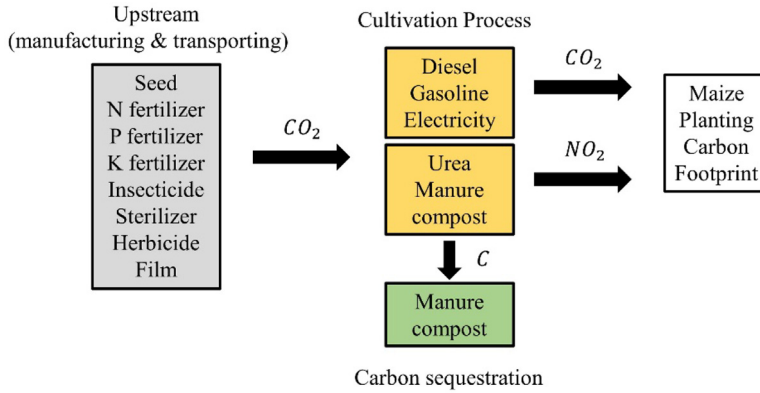 Upstream
(manufacturing & transporting)
Seed
N fertilizer
P fertilizer
K fertilizer
Insecticide
Sterilizer
Herbicide
Film
CO₂
Cultivation Process
Diesel
Gasoline
Electricity
Urea
Manure
compost
CO₂
NO₂
C
Manure
compost
Carbon sequestration
Maize
Planting
Carbon
Footprint